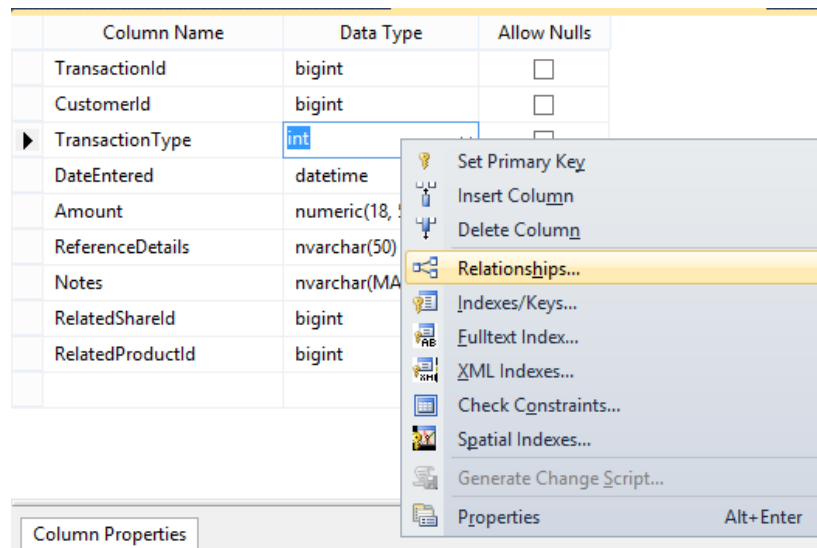 Column Name Data Type Allow Nulls
TransactionId bigint
CustomerId bigint
TransactionType int
DateEntered datetime
Amount numeric(18,
ReferenceDetails nvarchar(50)
Notes nvarchar(MA
RelatedShareId bigint
RelatedProductId bigint
Set Primary Key
Insert Column
Delete Column
Relationships...
Indexes/Keys...
Fulltext Index...
XML Indexes...
Check Constraints...
Spatial Indexes...
Generate Change Script...
Properties Alt+Enter
Column Properties